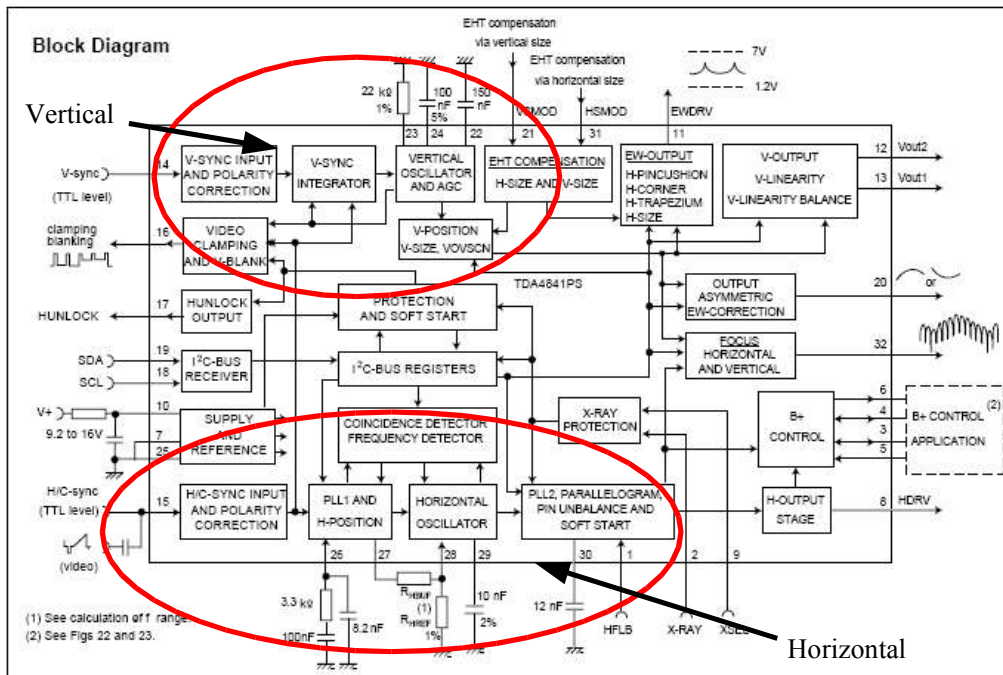 Block Diagram
EHT compensaton
via vertical size
EHT compensation
via horizontal size
7V
1.2V
Vertical
22 kΩ
1%
100
nF
5%
150
nF
VSMOD
HSMOD
EWDRV
23
24
22
21
31
11
V-sync
(TTL level)
14
V-SYNC INPUT
AND POLARITY
CORRECTION
V-SYNC
INTEGRATOR
VERTICAL
OSCILLATOR
AND AGC
EHT COMPENSATION
H-SIZE AND V-SIZE
EW-OUTPUT
H-PINCUSHION
H-CORNER
H-TRAPEZIUM
H-SIZE
V-OUTPUT
V-LINEARITY
V-LINEARITY BALANCE
12
Vout2
13
Vout1
clamping
blanking
16
VIDEO
CLAMPING
AND V-BLANK
V-POSITION
V-SIZE, VOVSCN
TDA4841PS
HUNLOCK
17
HUNLOCK
OUTPUT
PROTECTION
AND SOFT START
OUTPUT
ASYMMETRIC
EW-CORRECTION
20
or
SDA
19
SCL
18
I²C-BUS
RECEIVER
I²C-BUS REGISTERS
FOCUS
HORIZONTAL
AND VERTICAL
32
V+
9.2 to 16V
10
7
25
SUPPLY
AND
REFERENCE
COINCIDENCE DETECTOR
FREQUENCY DETECTOR
X-RAY
PROTECTION
B+
CONTROL
6
4
3
5
(2)
B+ CONTROL
APPLICATION
H/C-sync
(TTL level)
(video)
15
H/C-SYNC INPUT
AND POLARITY
CORRECTION
PLL1 AND
H-POSITION
HORIZONTAL
OSCILLATOR
PLL2, PARALLELOGRAM,
PIN UNBALANCE AND
SOFT START
H-OUTPUT
STAGE
8
HDRV
26
27
28
29
30
1
2
9
3.3 kΩ
100nF
8.2 nF
RHBUF
(1)
RHREF
1%
10 nF
2%
12 nF
HFLB
X-RAY
XSEL
(1) See calculation of f range
(2) See Figs 22 and 23.
Horizontal